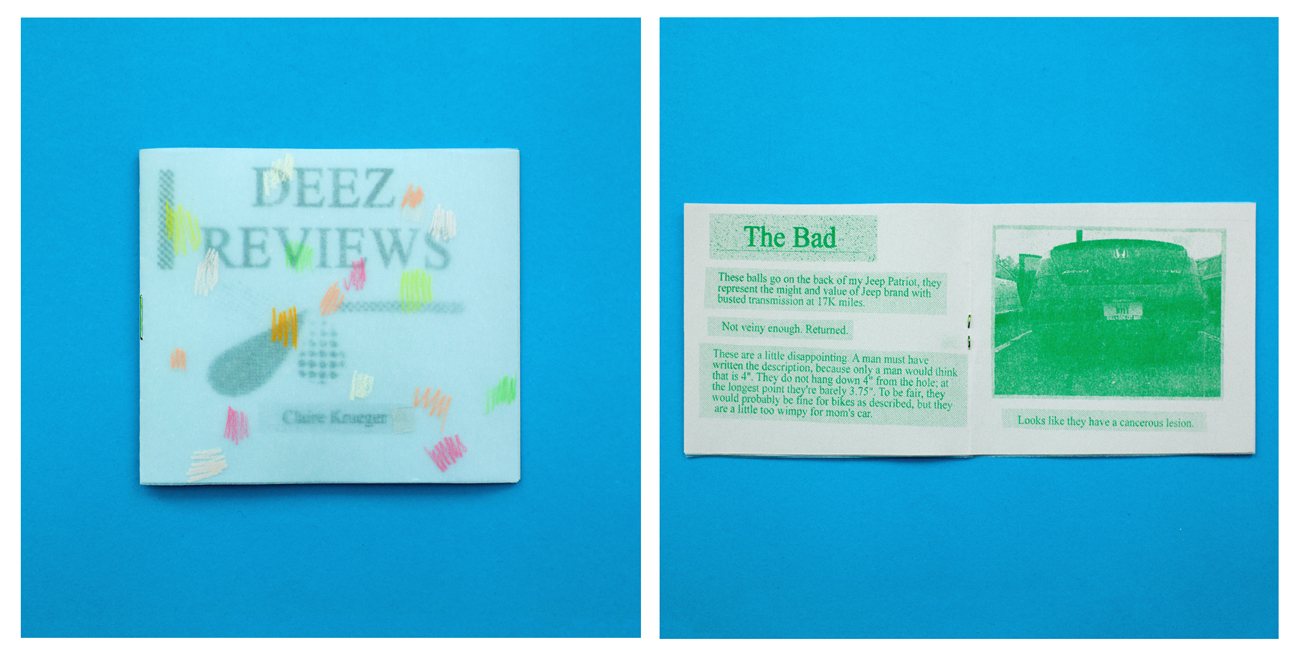 DEEZ
REVIEWS
Claire Krueger
The Bad
These balls go on the back of my Jeep Patriot, they
represent the might and value of Jeep brand with
busted transmission at 17K miles.
Not veiny enough. Returned.
These are a little disappointing. A man must have
written the description, because only a man would think
that is 4". They do not hang down 4" from the hole; at
the longest point they're barely 3.75". To be fair, they
would probably be fine for bikes as described, but they
are a little too wimpy for mom's car.
Looks like they have a cancerous lesion.